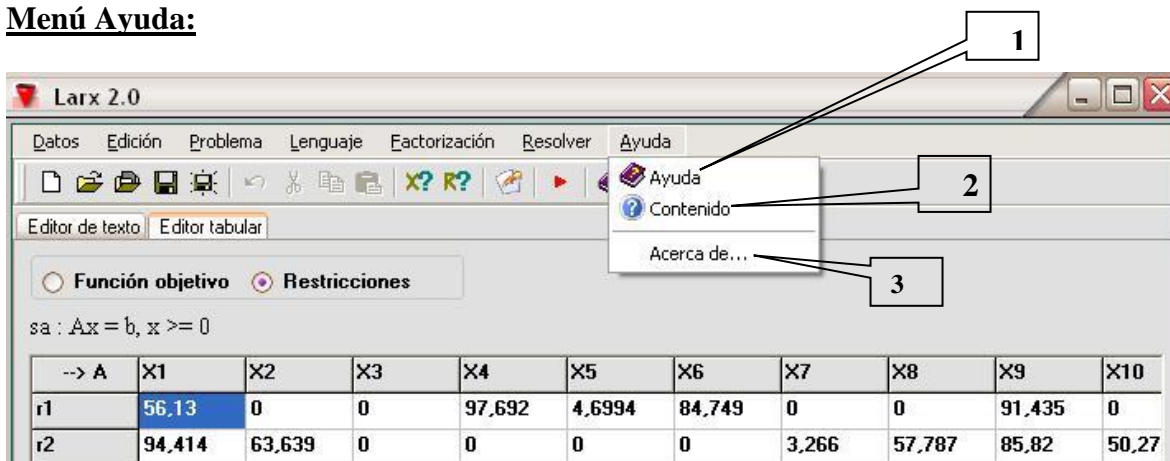 Menú Ayuda:
1
Larx 2.0
Datos Edición Problema Lenguaje Factorización Resolver Ayuda
X? R?
Ayuda
Contenido
Acerca de...
2
3
Editor de texto Editor tabular
Función objetivo Restricciones
sa : Ax = b, x >= 0
--> A X1 X2 X3 X4 X5 X6 X7 X8 X9 X10
r1 56,13 0 0 97,692 4,6994 84,749 0 0 91,435 0
r2 94,414 63,639 0 0 0 0 3,266 57,787 85,82 50,27